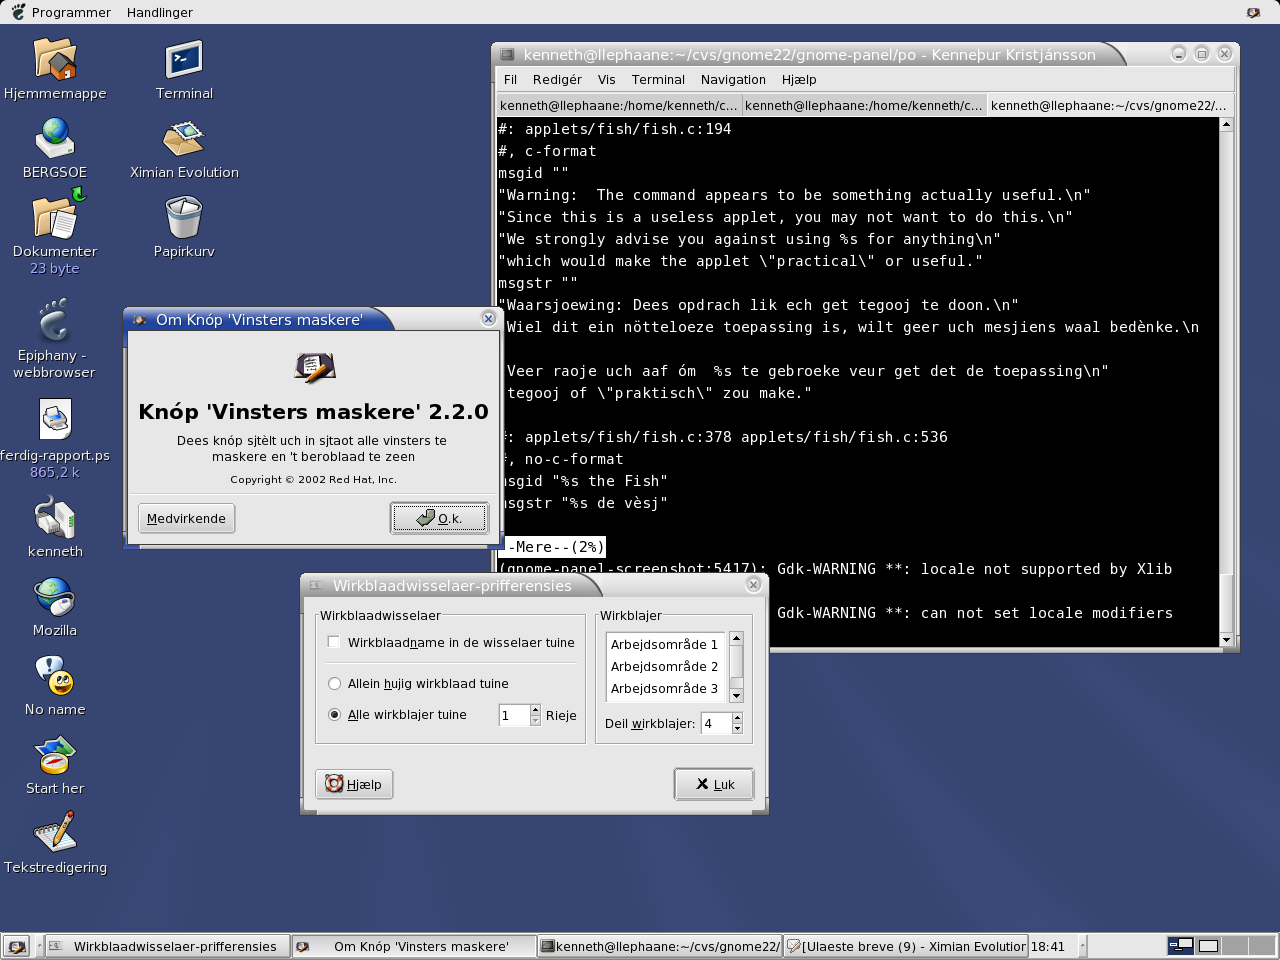 Programmer Handlinger
Hjemmemappe
Terminal
BERGSOE
Ximian Evolution
Dokumenter
23 byte
Papirkurv
Epiphany -
webbrowser
ferdig-rapport.ps
865,2 k
kenneth
Mozilla
No name
Start her
Tekstredigering
kenneth@llephaane:~/cvs/gnome22/gnome-panel/po - Kenneþur Kristjánsson
Fil Redigér Vis Terminal Navigation Hjælp
kenneth@llephaane:/home/kenneth/c... kenneth@llephaane:/home/kenneth/c... kenneth@llephaane:~/cvs/gnome22/...
#: applets/fish/fish.c:194
#, c-format
msgid ""
"Warning:  The command appears to be something actually useful.\n"
"Since this is a useless applet, you may not want to do this.\n"
"We strongly advise you against using %s for anything\n"
"which would make the applet \"practical\" or useful."
msgstr ""
"Waarsjoewing: Dees opdrach lik ech get tegooj te doon.\n"
Wiel dit ein nötteloeze toepassing is, wilt geer uch mesjiens waal bedènke.\n
Veer raoje uch aaf óm  %s te gebroeke veur get det de toepassing\n"
tegooj of \"praktisch\" zou make."
#: applets/fish/fish.c:378 applets/fish/fish.c:536
#, no-c-format
msgid "%s the Fish"
msgstr "%s de vèsj"
--Mere--(2%)
(gnome-panel-screenshot:5417): Gdk-WARNING **: locale not supported by Xlib
Gdk-WARNING **: can not set locale modifiers
Om Knóp 'Vinsters maskere'
Knóp 'Vinsters maskere' 2.2.0
Dees knóp sjtèlt uch in sjtaot alle vinsters te
maskere en 't beroblaad te zeen
Copyright © 2002 Red Hat, Inc.
Medvirkende O.k.
Wirkblaadwisselaer-prifferensies
Wirkblaadwisselaer
Wirkblaadname in de wisselaer tuine
Allein hujig wirkblaad tuine
Alle wirkblajer tuine 1 Rieje
Wirkblajer
Arbejdsområde 1
Arbejdsområde 2
Arbejdsområde 3
Deil wirkblajer: 4
Hjælp Luk
Wirkblaadwisselaer-prifferensies Om Knóp 'Vinsters maskere' kenneth@llephaane:~/cvs/gnome22/ [Ulaeste breve (9) - Ximian Evolution 18:41